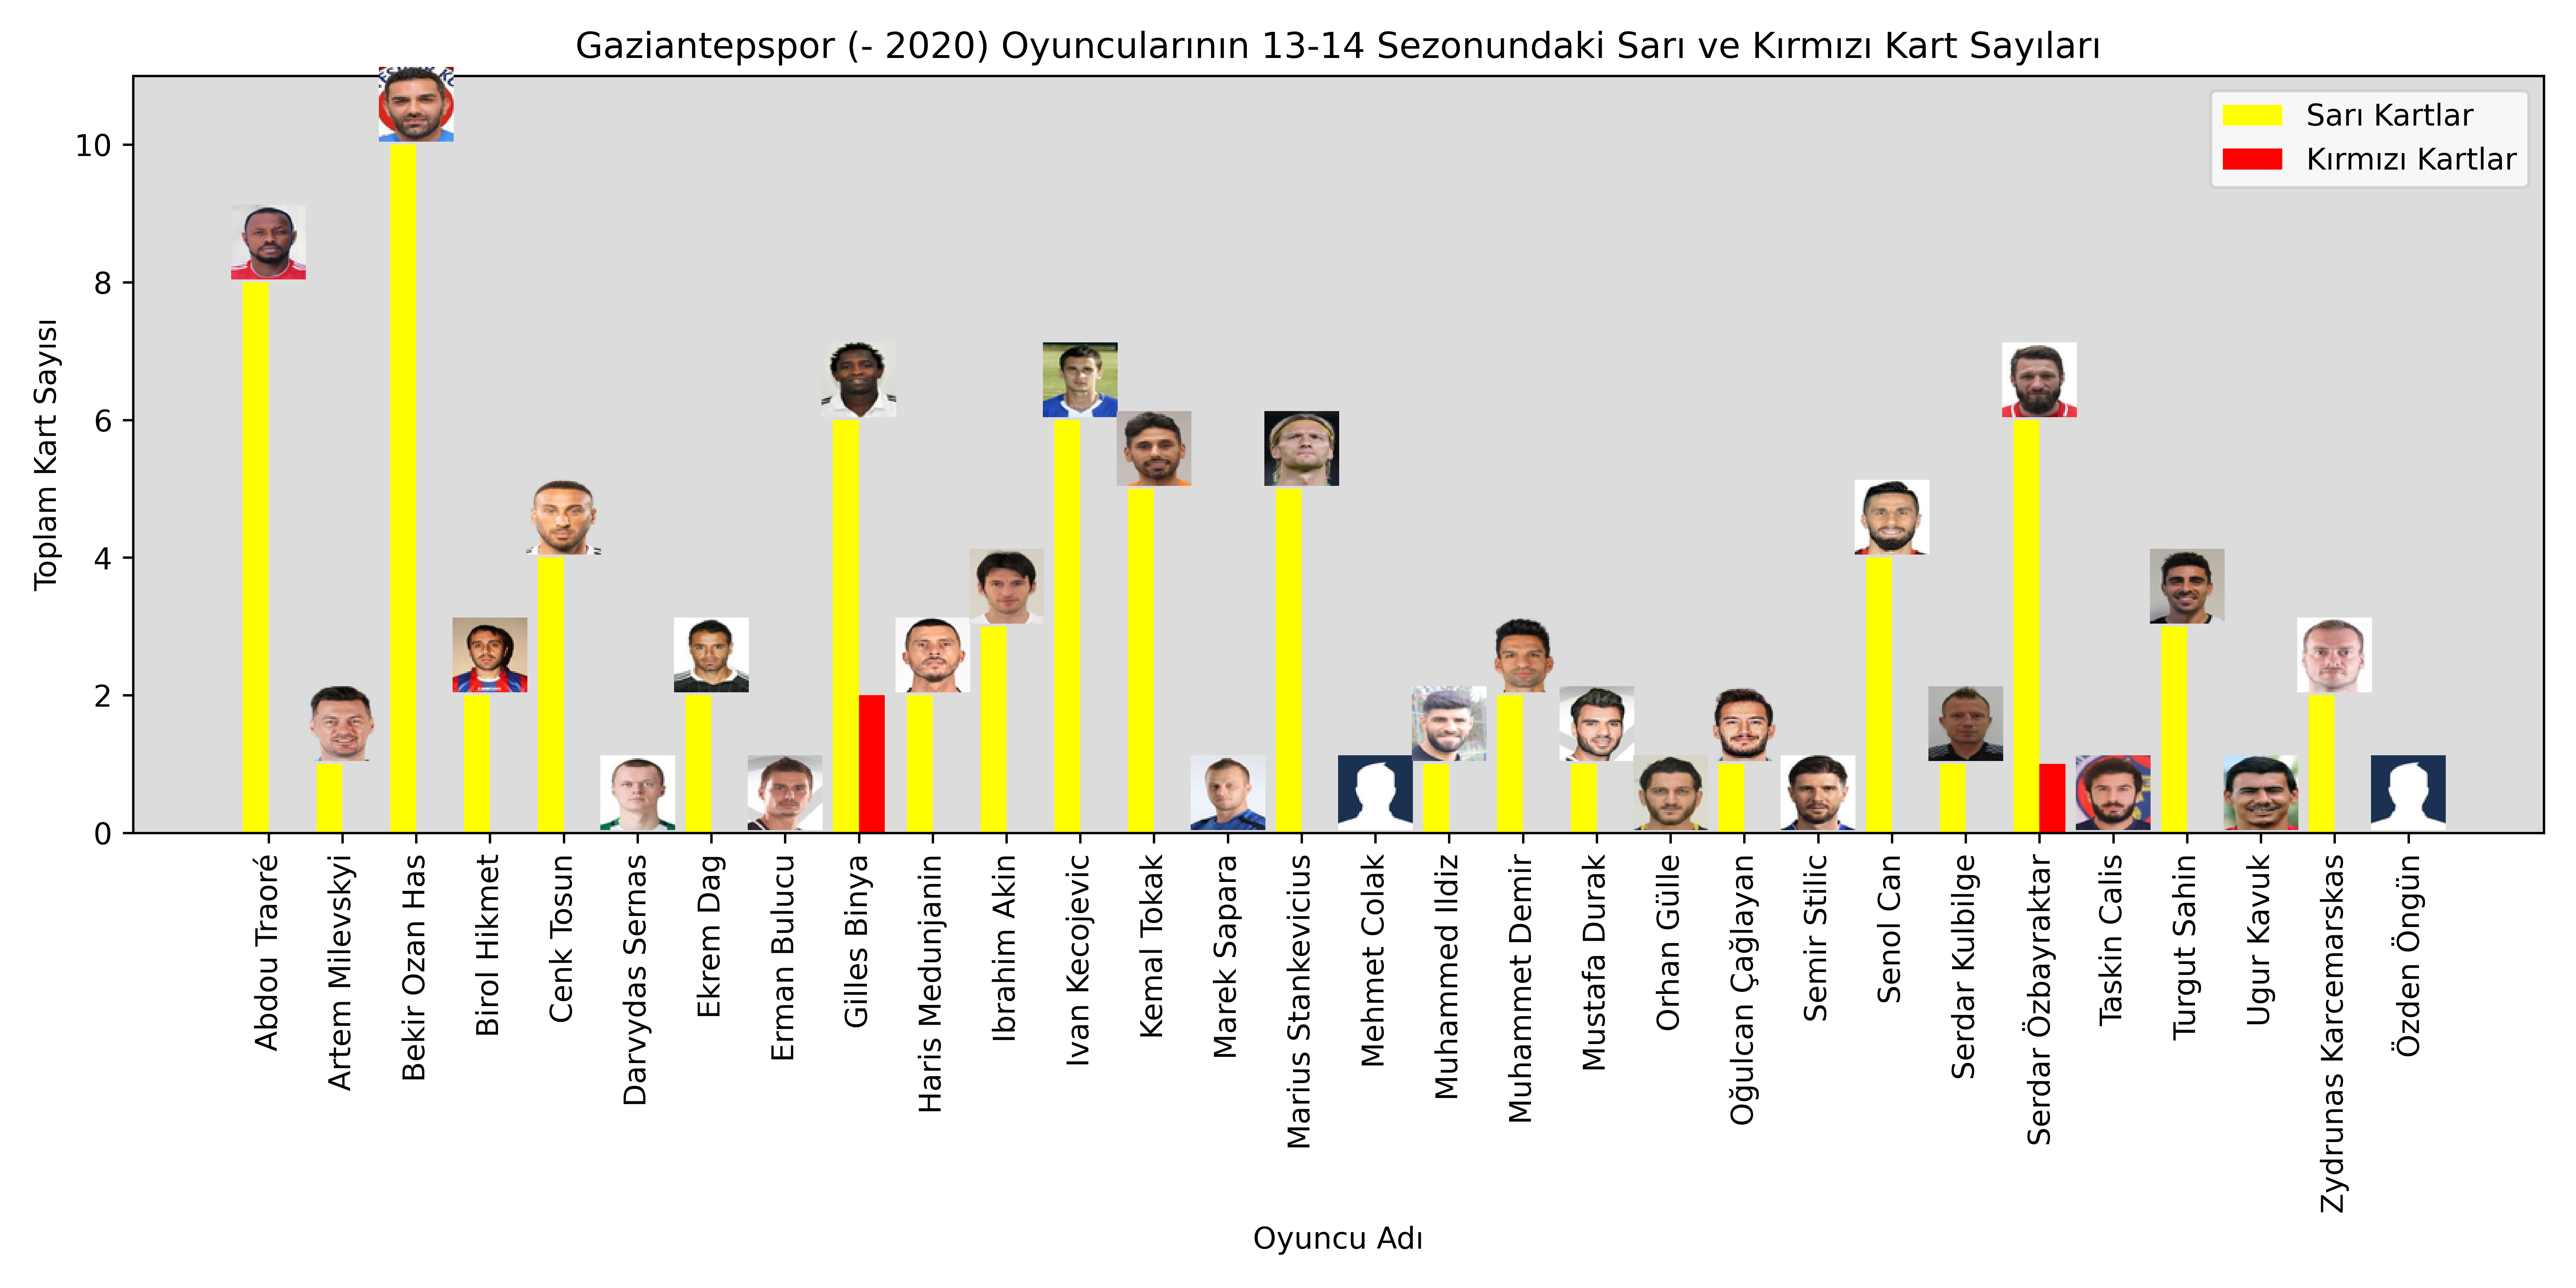 Gaziantepspor (- 2020) Oyuncularının 13-14 Sezonundaki Sarı ve Kırmızı Kart Sayıları
Sarı Kartlar
Kırmızı Kartlar
Toplam Kart Sayısı
10
8
6
4
2
0
Abdou Traoré
Artem Milevskyi
Bekir Ozan Has
Birol Hikmet
Cenk Tosun
Darvydas Sernas
Ekrem Dag
Erman Bulucu
Gilles Binya
Haris Medunjanin
Ibrahim Akin
Ivan Kecojevic
Kemal Tokak
Marek Sapara
Marius Stankevicius
Mehmet Colak
Muhammed Ildiz
Muhammet Demir
Mustafa Durak
Orhan Gülle
Oğulcan Çağlayan
Semir Stilic
Senol Can
Serdar Kulbilge
Serdar Özbayraktar
Taskin Calis
Turgut Sahin
Ugur Kavuk
Zydrunas Karcemarskas
Özden Öngün
Oyuncu Adı